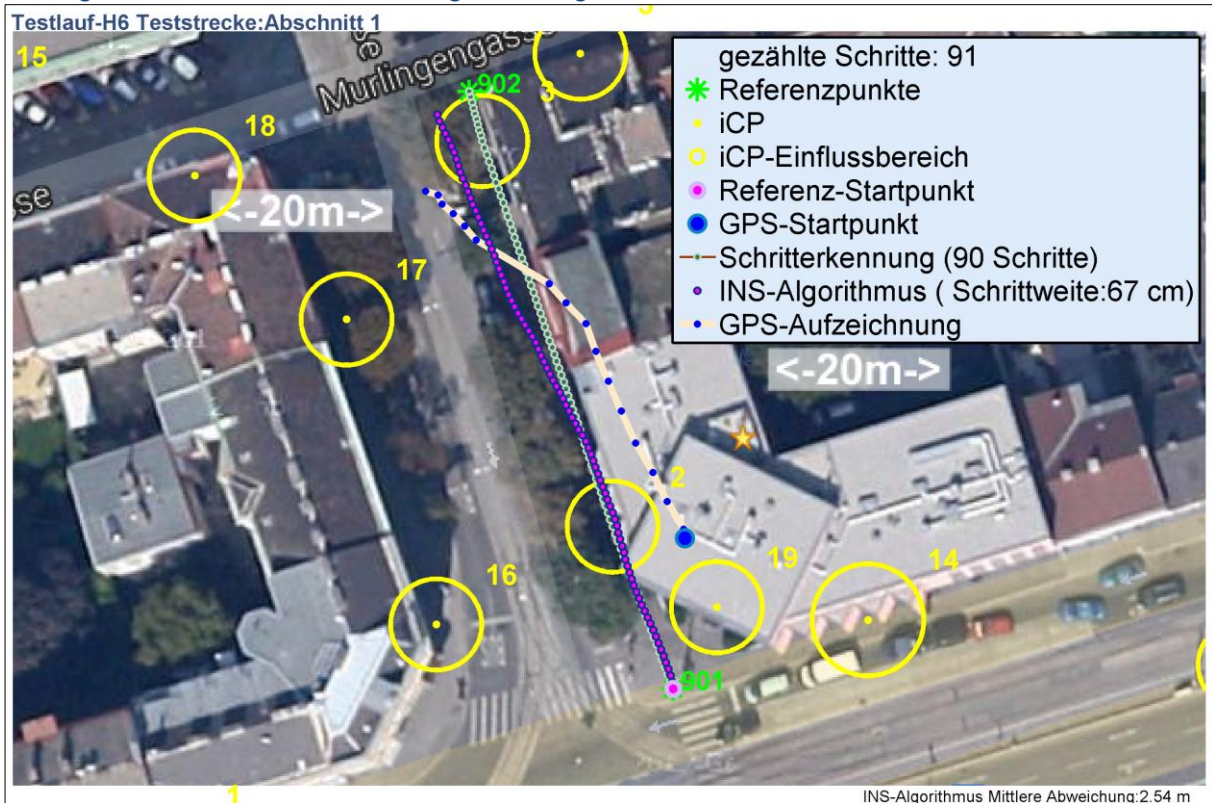 Testlauf-H6 Teststrecke:Abschnitt 1
3
15
Murlingengasse
902
3
18
sse
<-20m->
17
gezählte Schritte: 91
Referenzpunkte
iCP
iCP-Einflussbereich
Referenz-Startpunkt
GPS-Startpunkt
Schritterkennung (90 Schritte)
INS-Algorithmus ( Schrittweite:67 cm)
GPS-Aufzeichnung
<-20m->
2
16
19
14
901
1
INS-Algorithmus Mittlere Abweichung:2.54 m